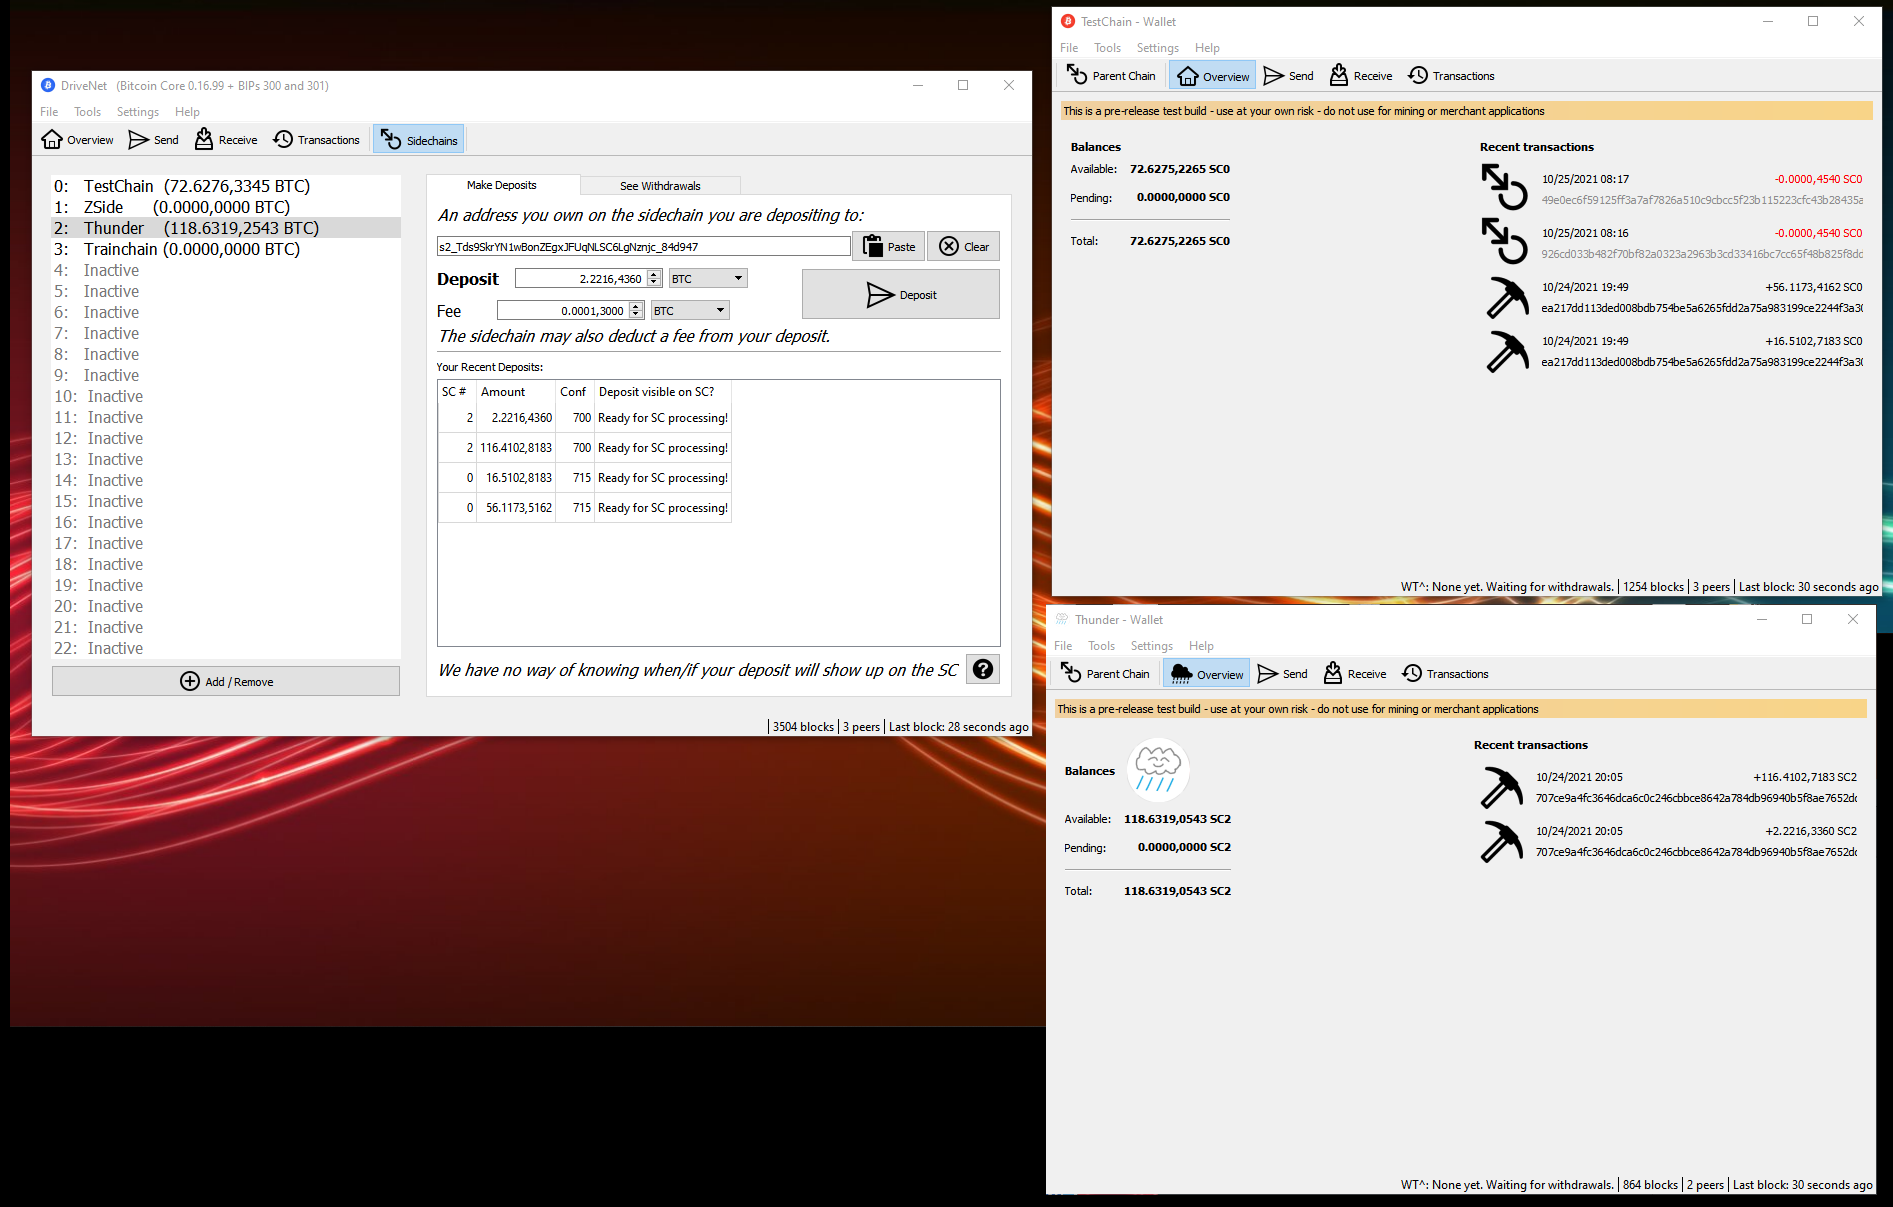 DriveNet (Bitcoin Core 0.16.99 + BIPs 300 and 301)
File Tools Settings Help
Overview Send Receive Transactions Sidechains
0: TestChain (72.6276,3345 BTC)
1: ZSide (0.0000,0000 BTC)
2: Thunder (118.6319,2543 BTC)
3: Trainchain (0.0000,0000 BTC)
4: Inactive
5: Inactive
6: Inactive
7: Inactive
8: Inactive
9: Inactive
10: Inactive
11: Inactive
12: Inactive
13: Inactive
14: Inactive
15: Inactive
16: Inactive
17: Inactive
18: Inactive
19: Inactive
20: Inactive
21: Inactive
22: Inactive
Add / Remove
Make Deposits See Withdrawals
An address you own on the sidechain you are depositing to:
s2_Tds9SkrYN1wBonZEgxJFUqNLSC6LgNznjc_84d947 Paste Clear
Deposit 2.2216,4360 BTC Deposit
Fee 0.0001,3000 BTC
The sidechain may also deduct a fee from your deposit.
Your Recent Deposits:
SC # Amount Conf Deposit visible on SC?
2 2.2216,4360 700 Ready for SC processing!
2 116.4102,8183 700 Ready for SC processing!
0 16.5102,8183 715 Ready for SC processing!
0 56.1173,5162 715 Ready for SC processing!
We have no way of knowing when/if your deposit will show up on the SC ?
3504 blocks 3 peers Last block: 28 seconds ago
TestChain - Wallet
File Tools Settings Help
Parent Chain Overview Send Receive Transactions
This is a pre-release test build - use at your own risk - do not use for mining or merchant applications
Balances
Available: 72.6275,2265 SC0
Pending: 0.0000,0000 SC0
Total: 72.6275,2265 SC0
Recent transactions
10/25/2021 08:17 -0.0000,4540 SC0
49e0ec6f59125ff3a7af7826a510c9cbcc5f23b115223cfc43b28435a
10/25/2021 08:16 -0.0000,4540 SC0
926cd033b482f70bf82a0323a2963b3cd33416bc7cc65f48b825f8dd
10/24/2021 19:49 +56.1173,4162 SC0
ea217dd113ded008bdb754be5a6265fdd2a75a983199ce2244f3a3(
10/24/2021 19:49 +16.5102,7183 SC0
ea217dd113ded008bdb754be5a6265fdd2a75a983199ce2244f3a3(
WT^: None yet. Waiting for withdrawals. 1254 blocks 3 peers Last block: 30 seconds ago
Thunder - Wallet
File Tools Settings Help
Parent Chain Overview Send Receive Transactions
This is a pre-release test build - use at your own risk - do not use for mining or merchant applications
Balances
Available: 118.6319,0543 SC2
Pending: 0.0000,0000 SC2
Total: 118.6319,0543 SC2
Recent transactions
10/24/2021 20:05 +116.4102,7183 SC2
707ce9a4fc3646dca6c0c246cbbce8642a784db96940b5f8ae7652dc
10/24/2021 20:05 +2.2216,3360 SC2
707ce9a4fc3646dca6c0c246cbbce8642a784db96940b5f8ae7652dc
WT^: None yet. Waiting for withdrawals. 864 blocks 2 peers Last block: 30 seconds ago